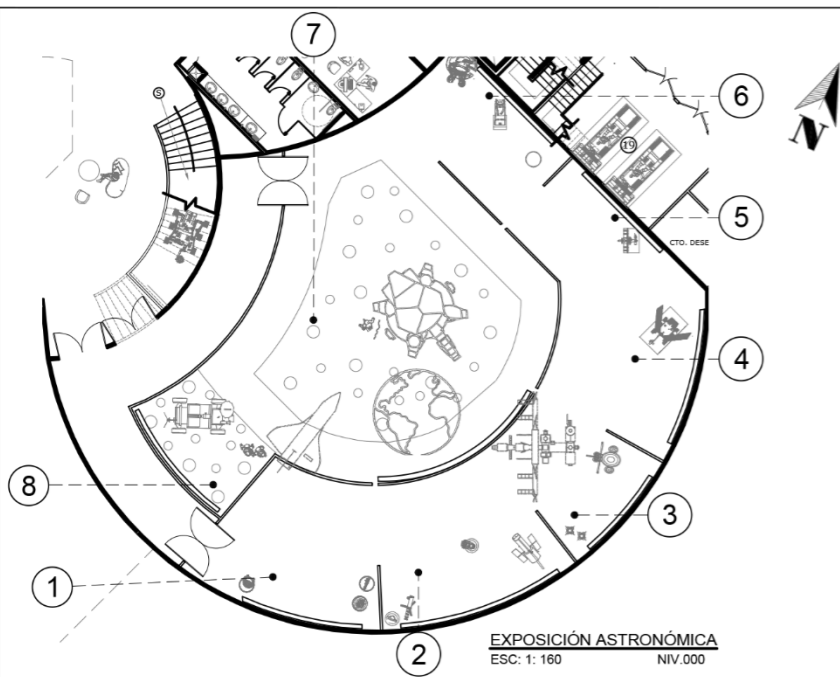 7
S
6
N
19
5
CTO. DESE
4
8
3
1
2
EXPOSICIÓN ASTRONÓMICA
ESC: 1: 160 NIV.000